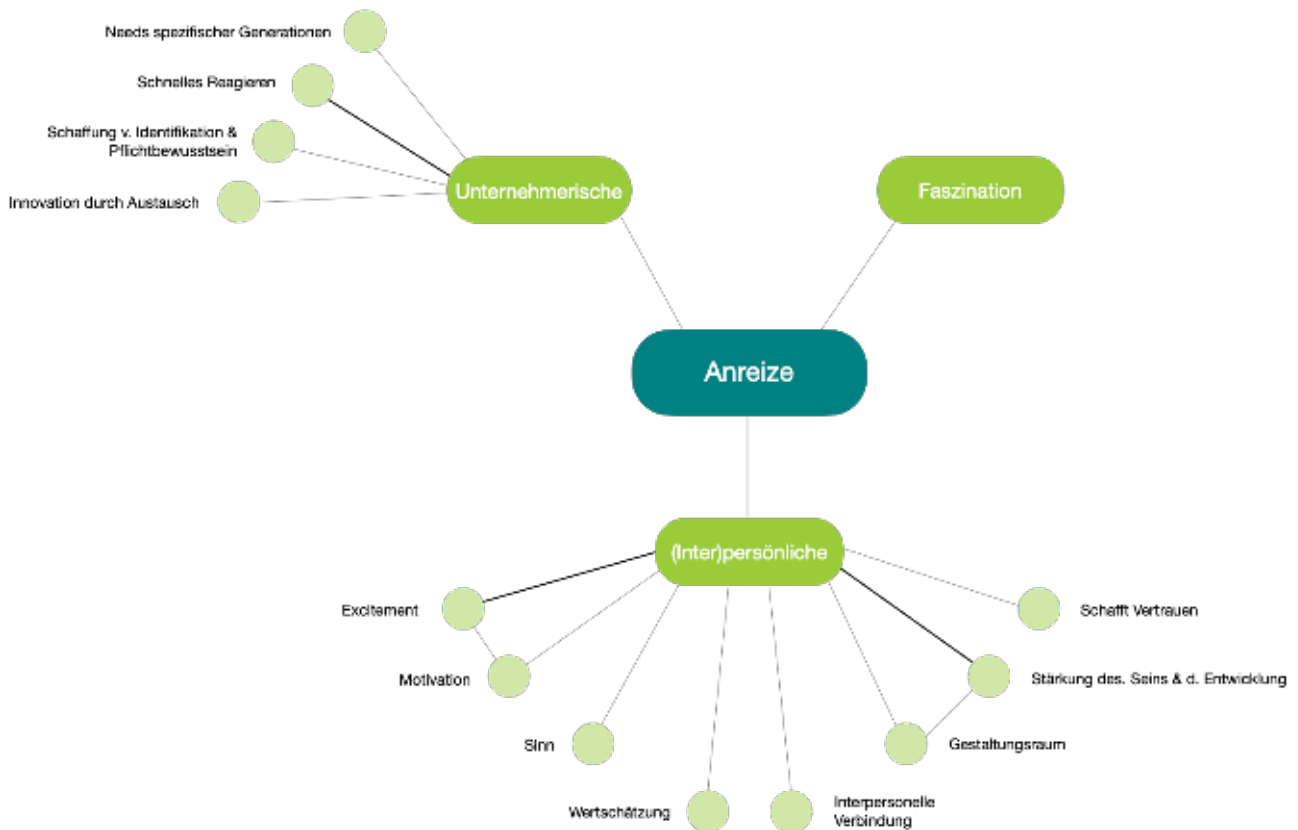 Needs spezifischer Generationen
Schnelles Reagieren
Schaffung v. Identifikation &
Pflichtbewusstsein
Innovation durch Austausch
Unternehmerische
Faszination
Anreize
(Inter)persönliche
Excitement
Motivation
Sinn
Wertschätzung
Interpersonelle
Verbindung
Gestaltungsraum
Stärkung des. Seins & d. Entwicklung
Schafft Vertrauen